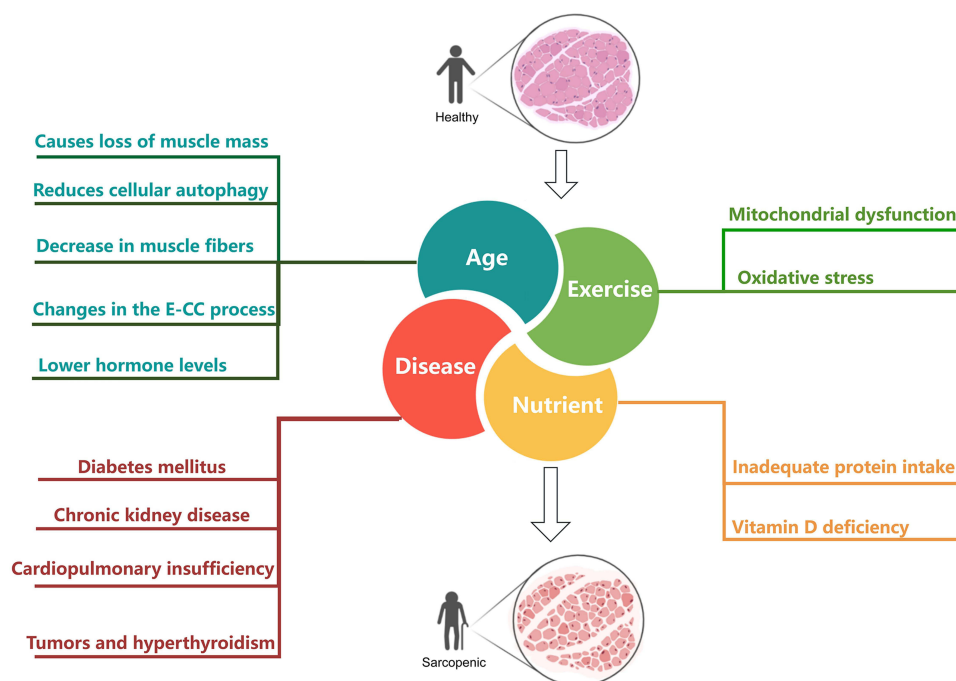 Healthy
Causes loss of muscle mass
Reduces cellular autophagy
Decrease in muscle fibers
Changes in the E-CC process
Lower hormone levels
Age
Exercise
Mitochondrial dysfunction
Oxidative stress
Disease
Nutrient
Diabetes mellitus
Chronic kidney disease
Cardiopulmonary insufficiency
Tumors and hyperthyroidism
Inadequate protein intake
Vitamin D deficiency
Sarcopenic